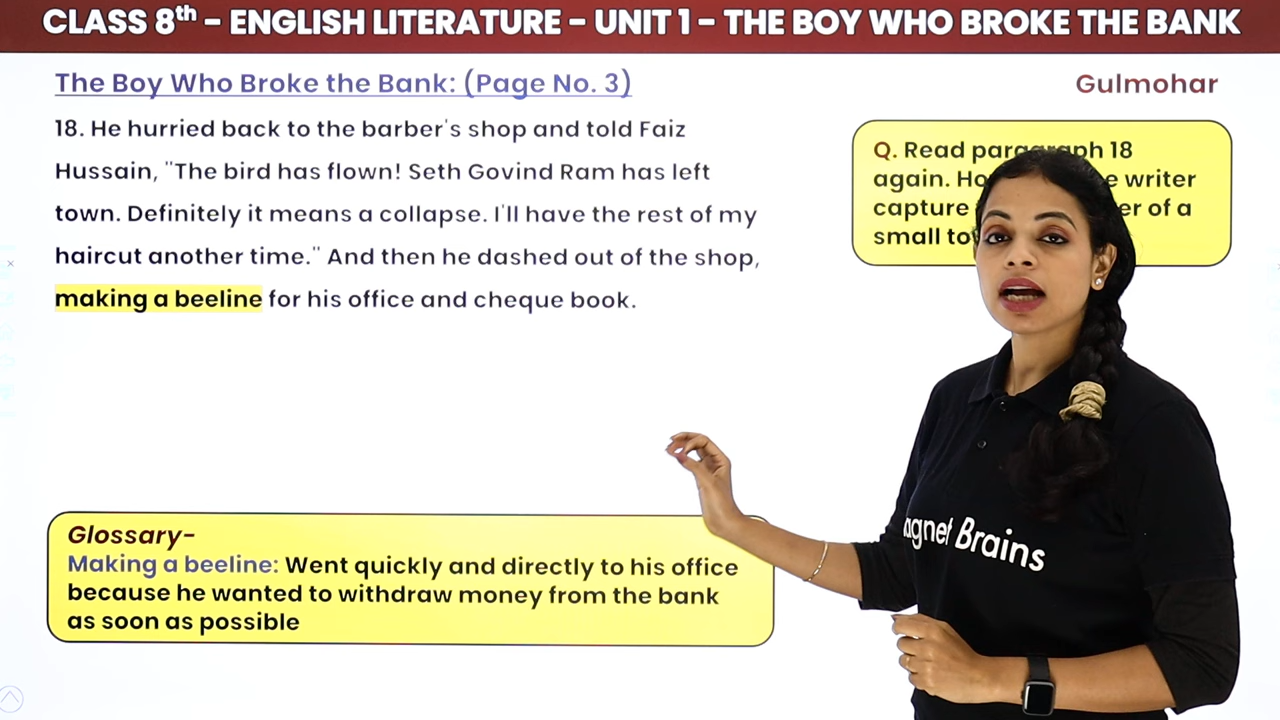 CLASS 8th - ENGLISH LITERATURE - UNIT 1 - THE BOY WHO BROKE THE BANK
The Boy Who Broke the Bank: (Page No. 3)
Gulmohar
18. He hurried back to the barber's shop and told Faiz
Hussain, "The bird has flown! Seth Govind Ram has left
town. Definitely it means a collapse. I'll have the rest of my
haircut another time." And then he dashed out of the shop,
making a beeline for his office and cheque book.
Q. Read paragraph 18
again. writer
capture of a
small
Glossary-
Making a beeline: Went quickly and directly to his office
because he wanted to withdraw money from the bank
as soon as possible
Brains